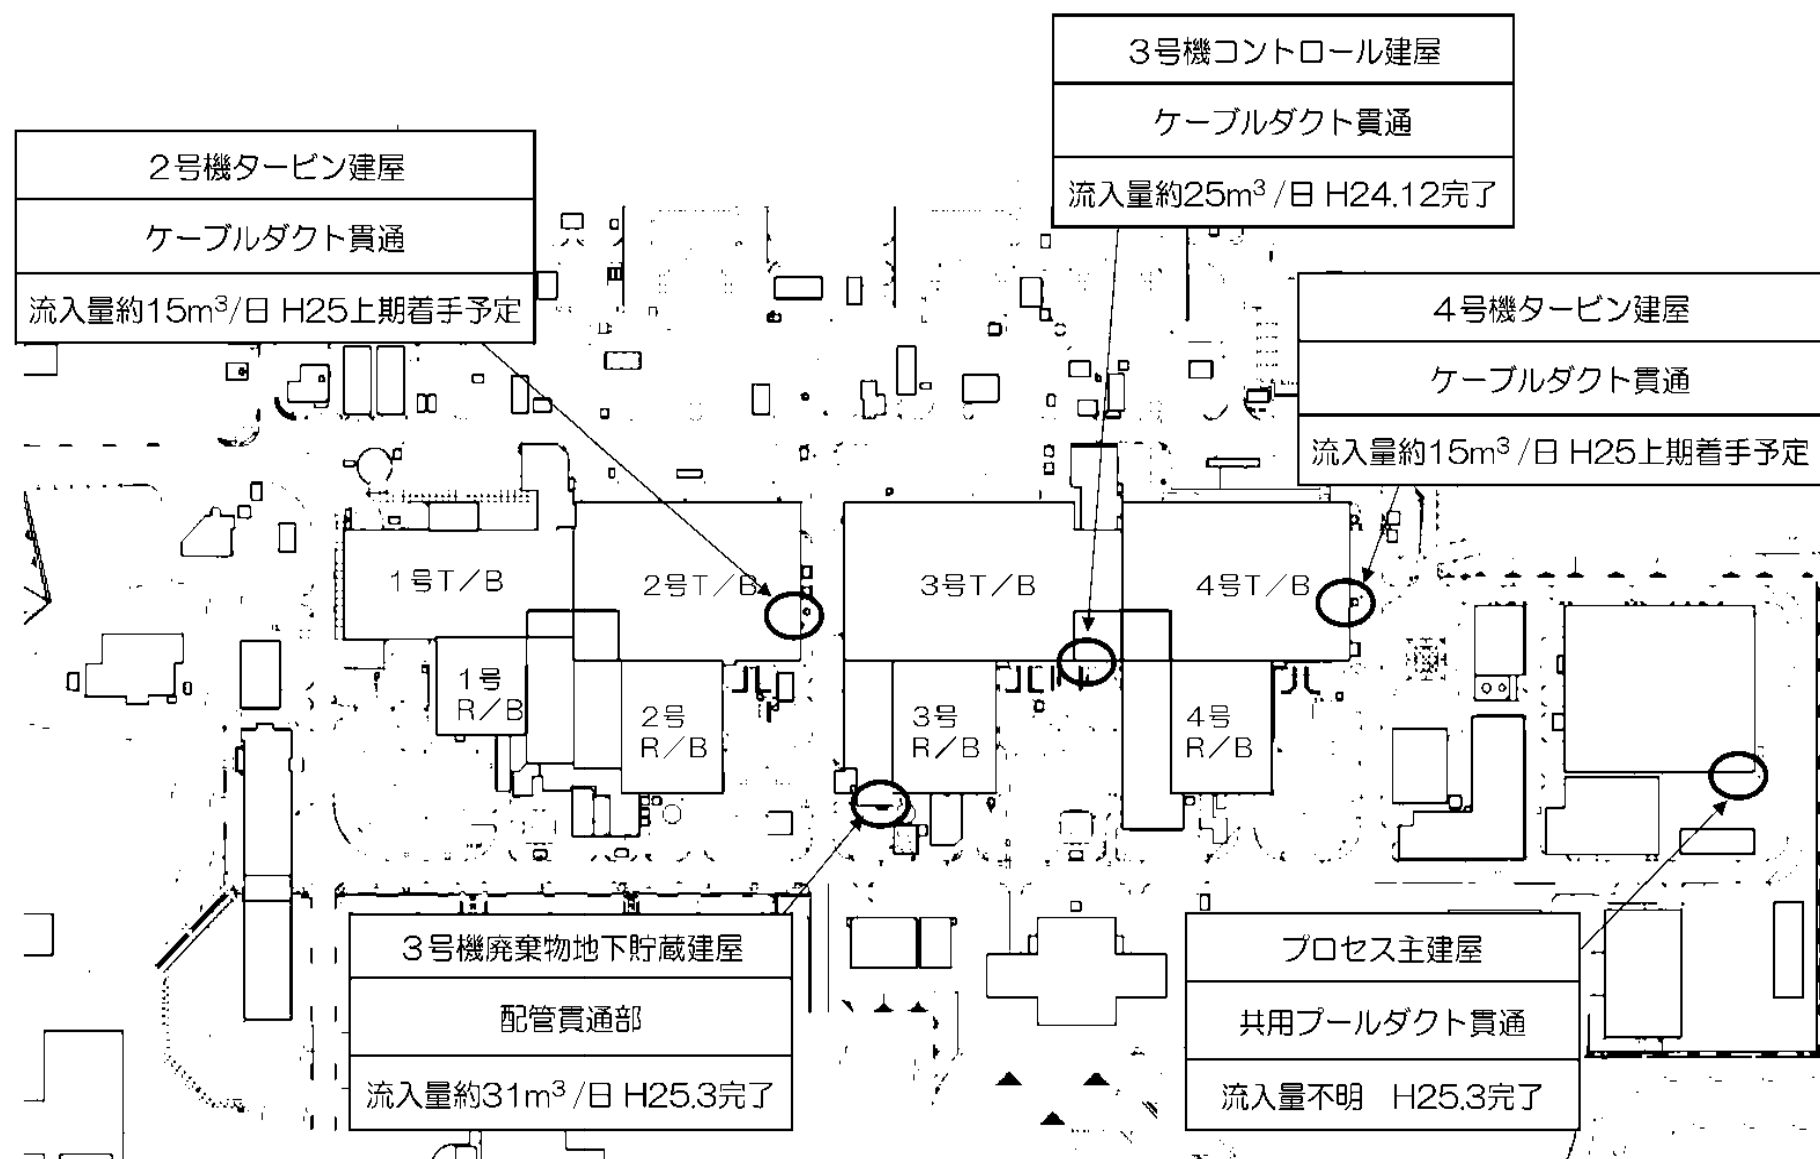 3号機コントロール建屋
ケーブルダクト貫通
流入量約25m³/日 H24.12完了
2号機タービン建屋
ケーブルダクト貫通
流入量約15m³/日 H25上期着手予定
4号機タービン建屋
ケーブルダクト貫通
流入量約15m³/日 H25上期着手予定
1号T/B
2号T/B
3号T/B
4号T/B
1号
R/B
2号
R/B
3号
R/B
4号
R/B
3号機廃棄物地下貯蔵建屋
配管貫通部
流入量約31m³/日 H25.3完了
プロセス主建屋
共用プールダクト貫通
流入量不明 H25.3完了